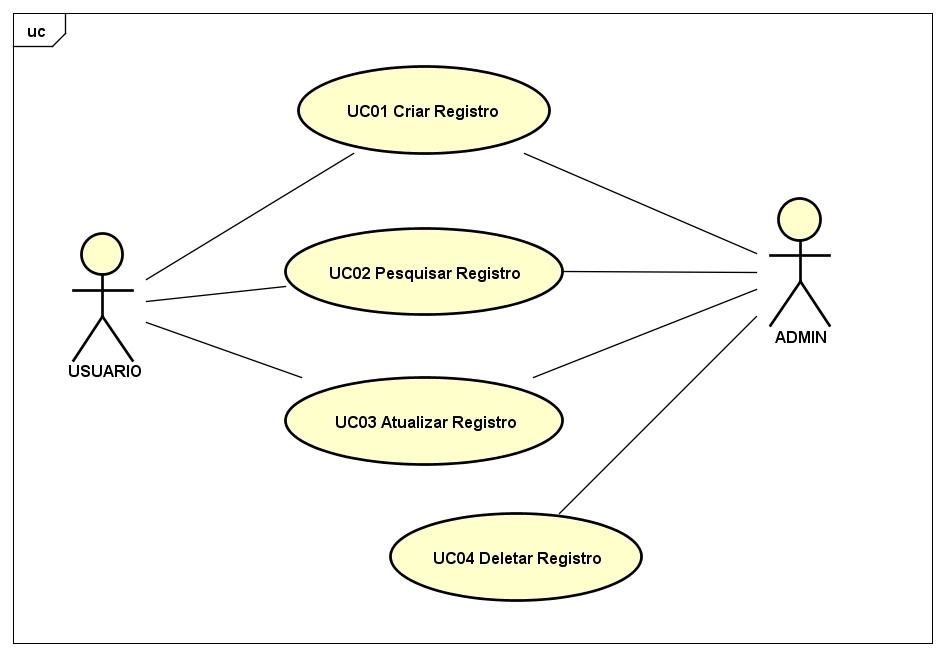 uc
UC01 Criar Registro
UC02 Pesquisar Registro
ADMIN
USUARIO
UC03 Atualizar Registro
UC04 Deletar Registro